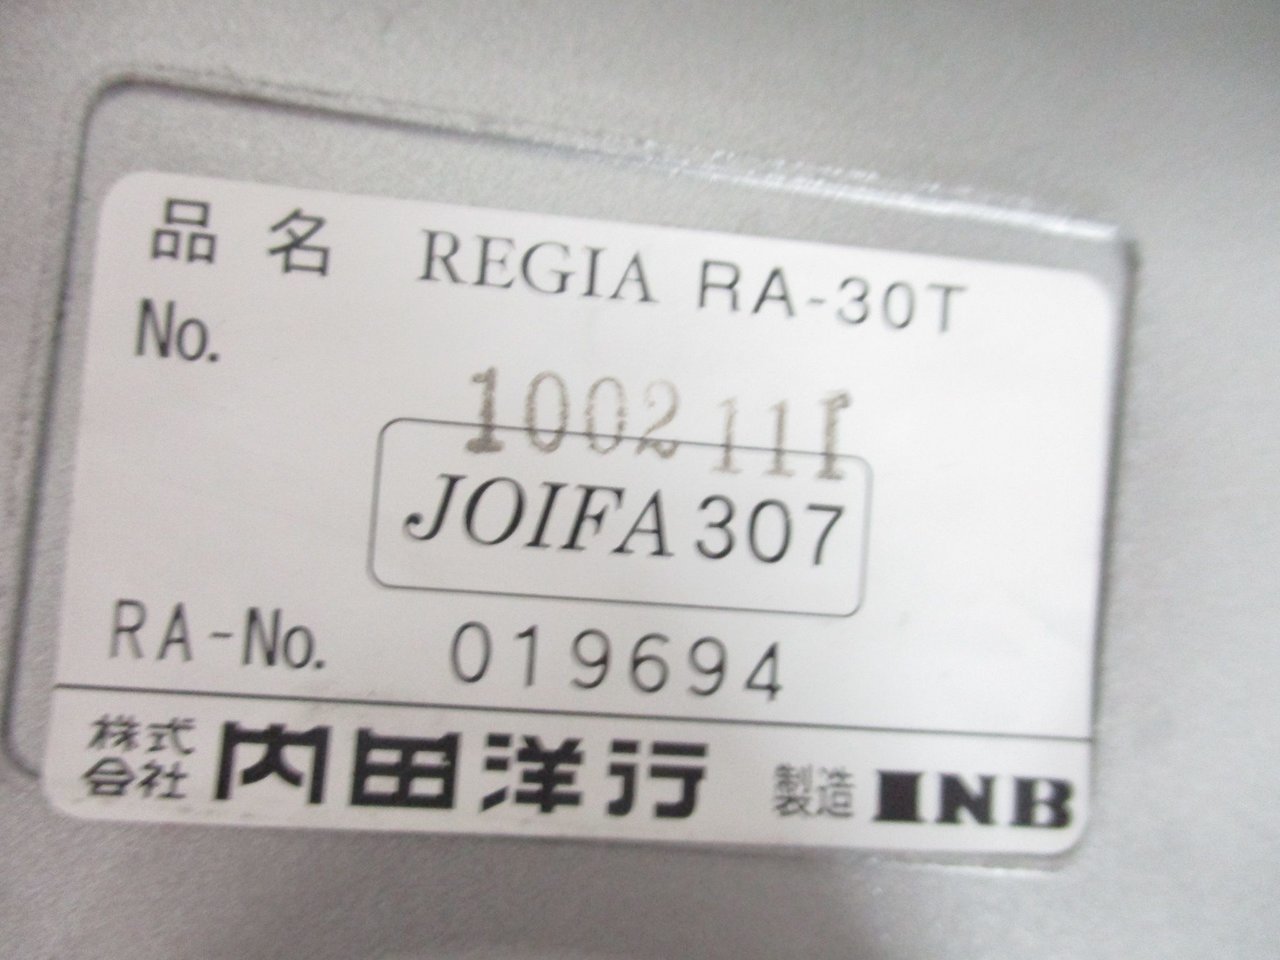 品名 REGIA RA-30T
No.
1002111
JOIFA 307
RA-No. 019694
株式会社 内田洋行 製造 INB